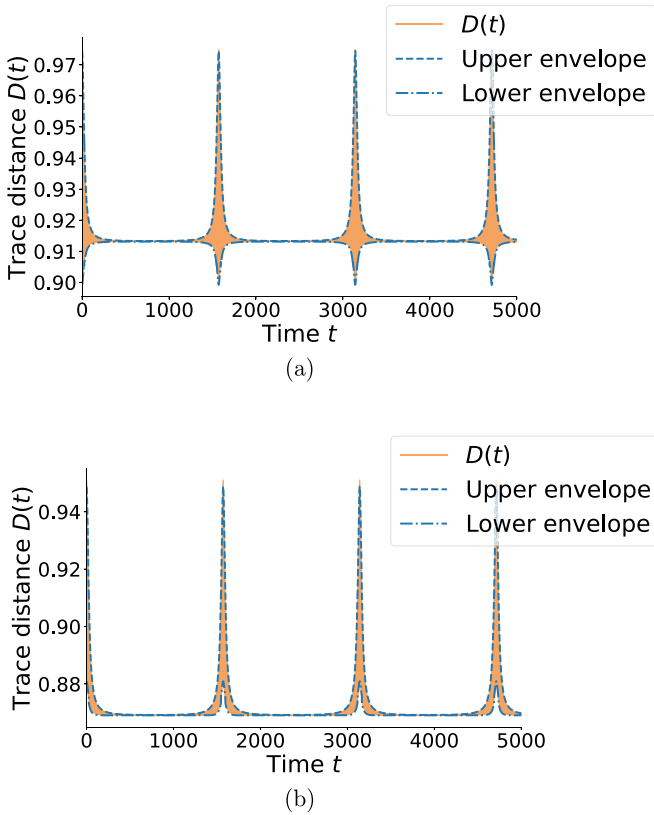 D(t)
Upper envelope
Lower envelope
Trace distance D(t)
0.97
0.96
0.95
0.94
0.93
0.92
0.91
0.90
0 1000 2000 3000 4000 5000
Time t
(a)
D(t)
Upper envelope
Lower envelope
Trace distance D(t)
0.94
0.92
0.90
0.88
0 1000 2000 3000 4000 5000
Time t
(b)